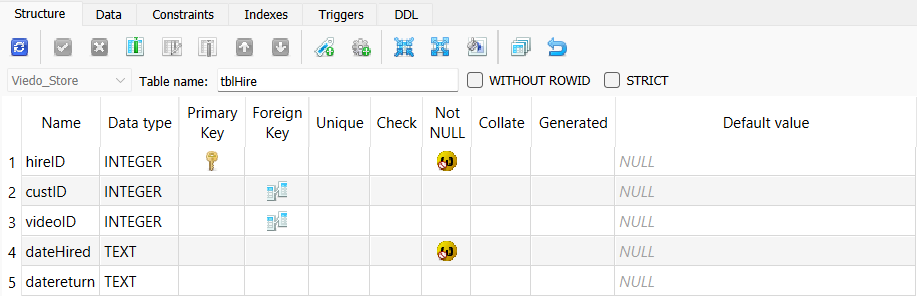 Structure Data Constraints Indexes Triggers DDL
Viedo_Store Table name: tblHire WITHOUT ROWID STRICT
Name Data type Primary Key Foreign Key Unique Check Not NULL Collate Generated Default value
1 hireID INTEGER NULL
2 custID INTEGER NULL
3 videoID INTEGER NULL
4 dateHired TEXT NULL
5 datereturn TEXT NULL